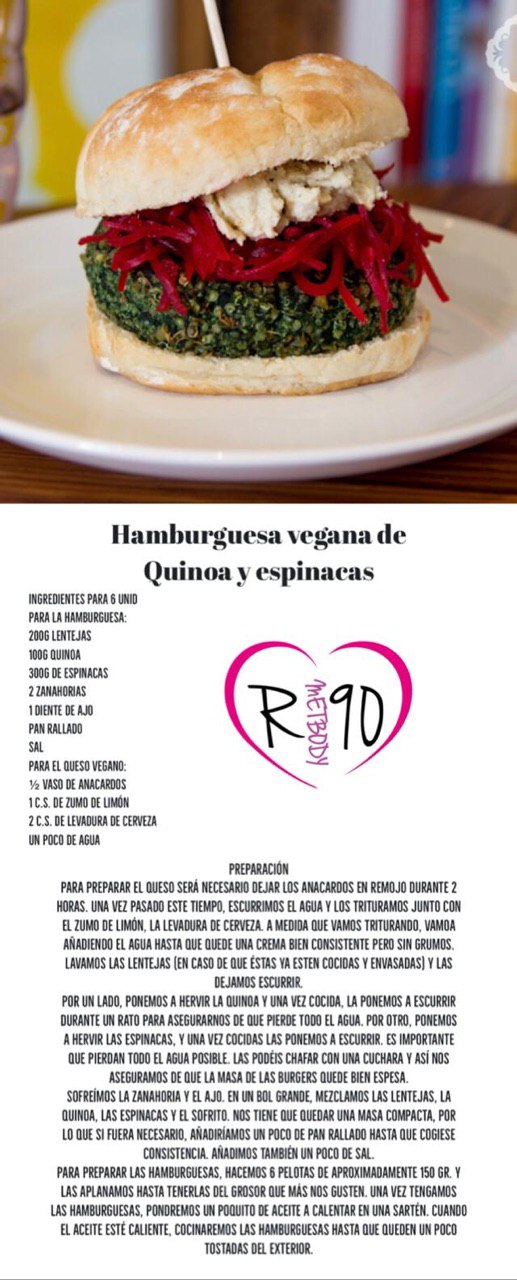 Hamburguesa vegana de
Quinoa y espinacas
INGREDIENTES PARA 6 UNID
PARA LA HAMBURGUESA:
200G LENTEJAS
100G QUINOA
300G DE ESPINACAS
2 ZANAHORIAS
1 DIENTE DE AJO
PAN RALLADO
SAL
PARA EL QUESO VEGANO:
½ VASO DE ANACARDOS
1 C.S. DE ZUMO DE LIMÓN
2 C.S. DE LEVADURA DE CERVEZA
UN POCO DE AGUA
R METBODY 90
PREPARACIÓN
PARA PREPARAR EL QUESO SERÁ NECESARIO DEJAR LOS ANACARDOS EN REMOJO DURANTE 2
HORAS. UNA VEZ PASADO ESTE TIEMPO, ESCURRIMOS EL AGUA Y LOS TRITURAMOS JUNTO CON
EL ZUMO DE LIMÓN, LA LEVADURA DE CERVEZA. A MEDIDA QUE VAMOS TRITURANDO, VAMOA
AÑADIENDO EL AGUA HASTA QUE QUEDE UNA CREMA BIEN CONSISTENTE PERO SIN GRUMOS.
LAVAMOS LAS LENTEJAS (EN CASO DE QUE ÉSTAS YA ESTEN COCIDAS Y ENVASADAS) Y LAS
DEJAMOS ESCURRIR.
POR UN LADO, PONEMOS A HERVIR LA QUINOA Y UNA VEZ COCIDA, LA PONEMOS A ESCURRIR
DURANTE UN RATO PARA ASEGURARNOS DE QUE PIERDE TODO EL AGUA. POR OTRO, PONEMOS
A HERVIR LAS ESPINACAS, Y UNA VEZ COCIDAS LAS PONEMOS A ESCURRIR. ES IMPORTANTE
QUE PIERDAN TODO EL AGUA POSIBLE. LAS PODÉIS CHAFAR CON UNA CUCHARA Y ASÍ NOS
ASEGURAMOS DE QUE LA MASA DE LAS BURGERS QUEDE BIEN ESPESA.
SOFREÍMOS LA ZANAHORIA Y EL AJO. EN UN BOL GRANDE, MEZCLAMOS LAS LENTEJAS, LA
QUINOA, LAS ESPINACAS Y EL SOFRITO. NOS TIENE QUE QUEDAR UNA MASA COMPACTA, POR
LO QUE SI FUERA NECESARIO, AÑADIRÍAMOS UN POCO DE PAN RALLADO HASTA QUE COGIESE
CONSISTENCIA. AÑADIMOS TAMBIÉN UN POCO DE SAL.
PARA PREPARAR LAS HAMBURGUESAS, HACEMOS 6 PELOTAS DE APROXIMADAMENTE 150 GR. Y
LAS APLANAMOS HASTA TENERLAS DEL GROSOR QUE MÁS NOS GUSTEN. UNA VEZ TENGAMOS
LAS HAMBURGUESAS, PONDREMOS UN POQUITO DE ACEITE A CALENTAR EN UNA SARTÉN. CUANDO
EL ACEITE ESTÉ CALIENTE, COCINAREMOS LAS HAMBURGUESAS HASTA QUE QUEDEN UN POCO
TOSTADAS DEL EXTERIOR.